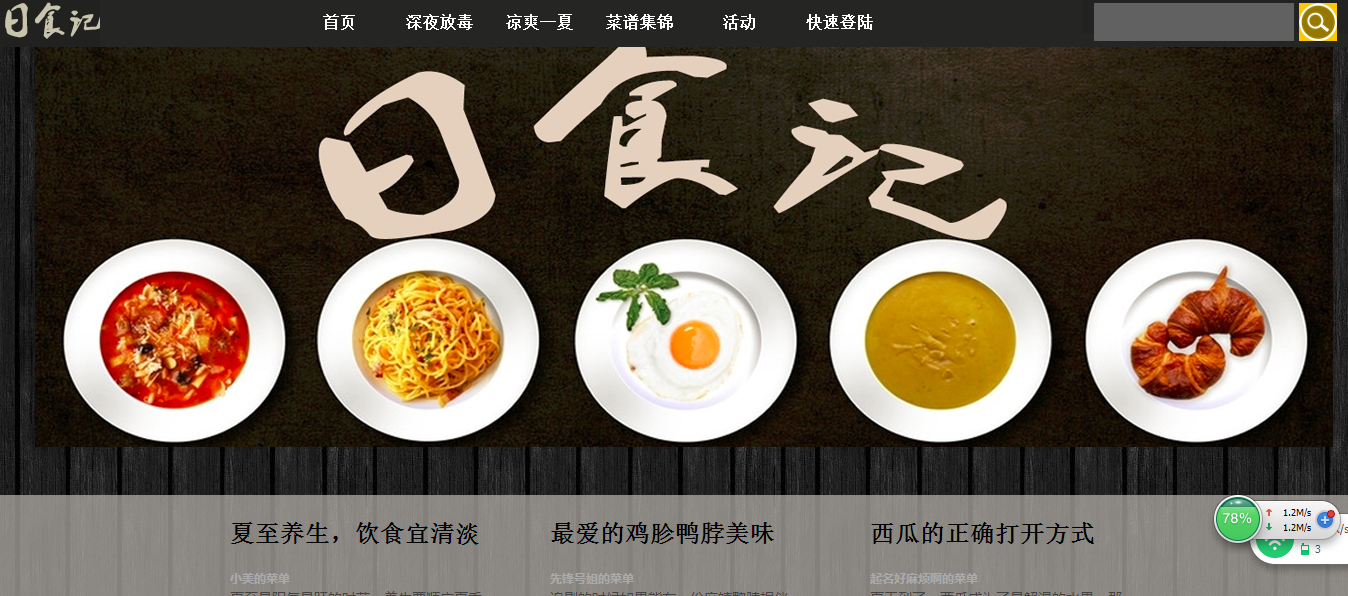 日食记
首页 深夜放毒 凉爽一夏 菜谱集锦 活动 快速登陆
日食记
夏至养生，饮食宜清淡 最爱的鸡胗鸭脖美味 西瓜的正确打开方式
78%
1.2M/s
1.2M/s
/s
3
小美的菜单 先锋号姐的菜单 起名好麻烦啊的菜单